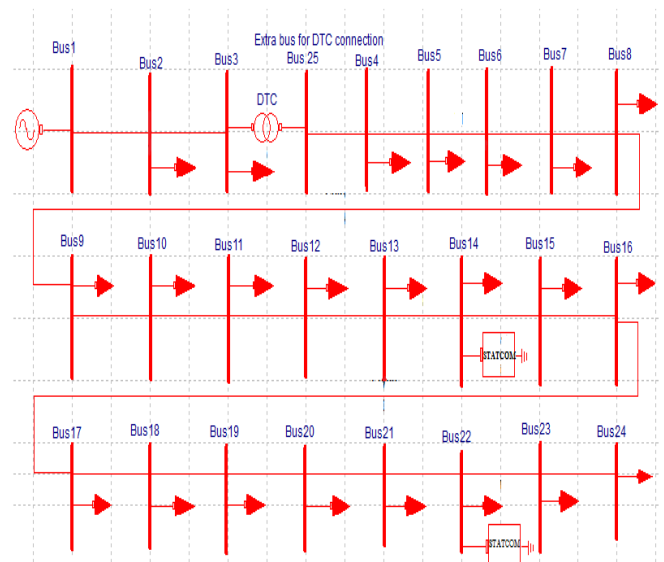 Extra bus for DTC connection
Bus1
Bus2
Bus3
Bus 25
Bus4
Bus5
Bus6
Bus7
Bus8
DTC
Bus9
Bus10
Bus11
Bus12
Bus13
Bus14
Bus15
Bus16
STATCOM
Bus17
Bus18
Bus19
Bus20
Bus21
Bus22
Bus23
Bus24
STATCOM